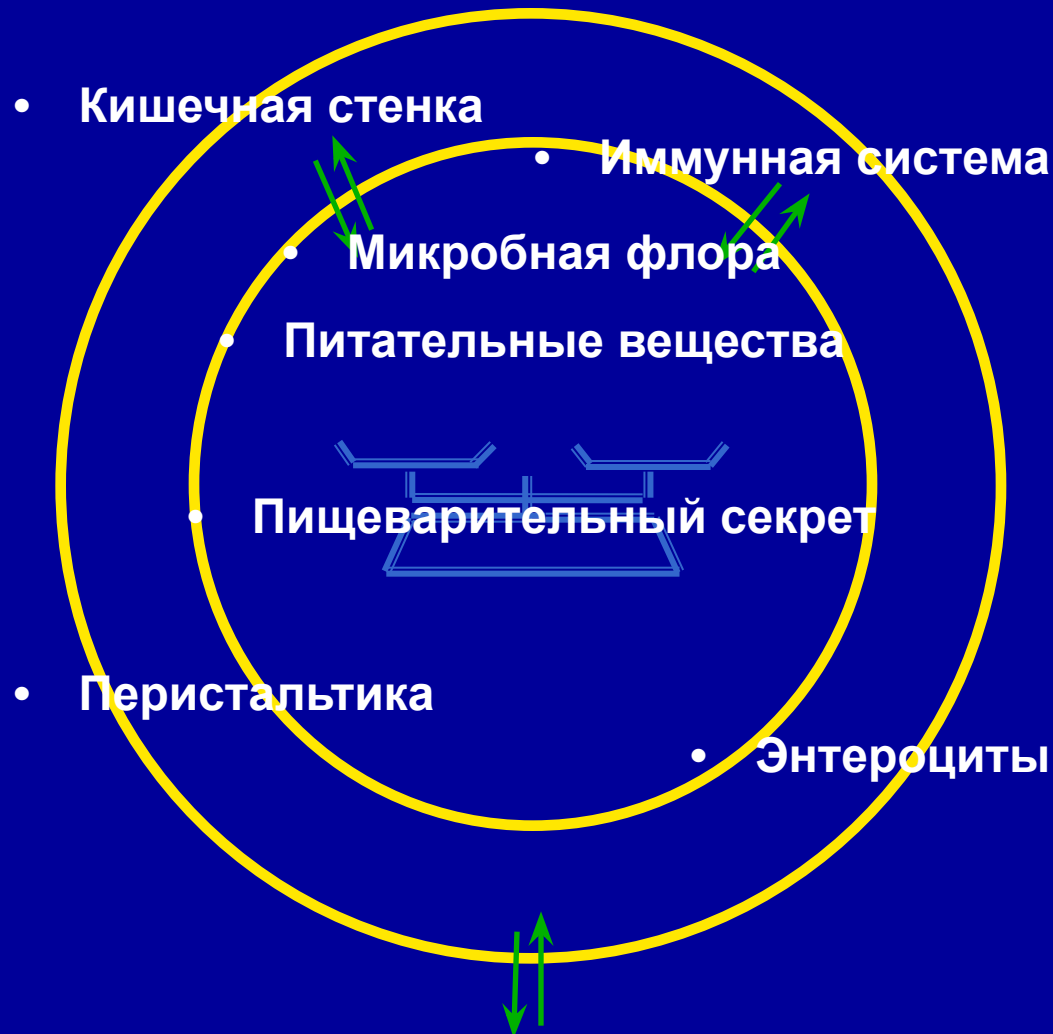 • Кишечная стенка
• Иммунная система
• Микробная флора
• Питательные вещества
• Пищеварительный секрет
• Перистальтика
• Энтероциты